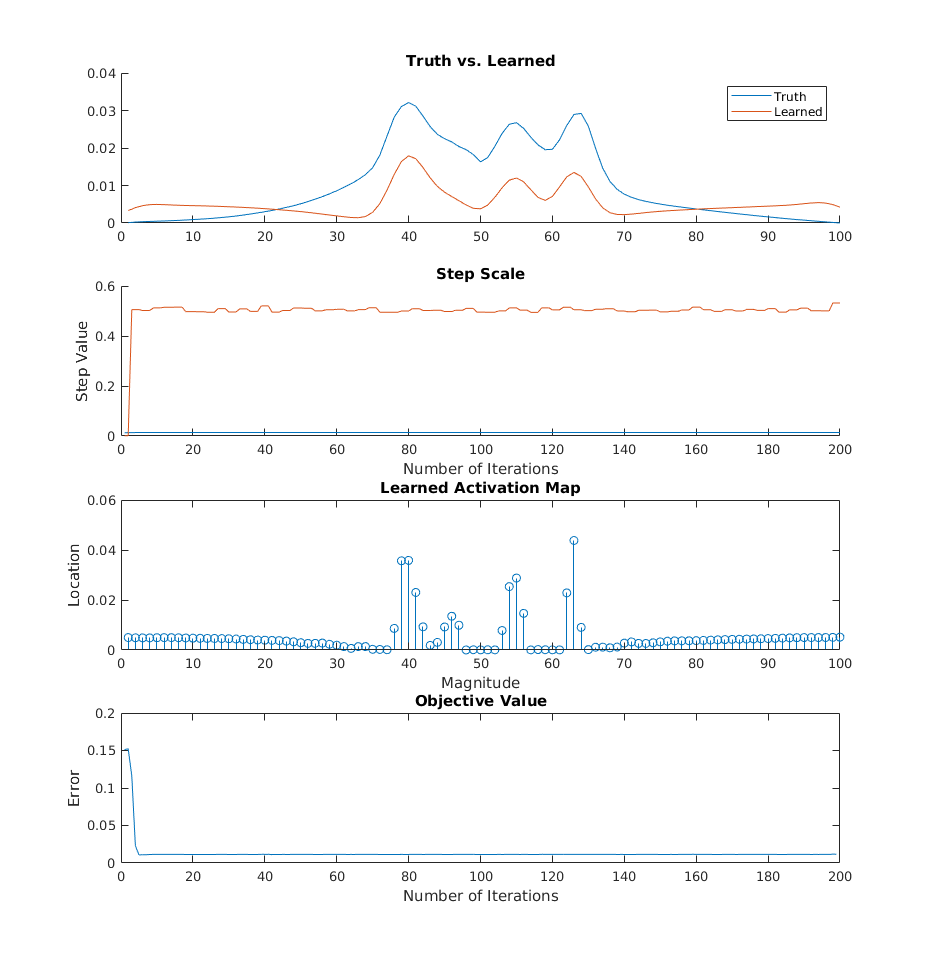 Truth vs. Learned
0.04
0.03
0.02
0.01
0
Truth
Learned
0 10 20 30 40 50 60 70 80 90 100
Step Scale
Step Value
0.6
0.4
0.2
0
0 20 40 60 80 100 120 140 160 180 200
Number of Iterations
Learned Activation Map
Location
0.06
0.04
0.02
0
0 10 20 30 40 50 60 70 80 90 100
Magnitude
Objective Value
Error
0.2
0.15
0.1
0.05
0
0 20 40 60 80 100 120 140 160 180 200
Number of Iterations